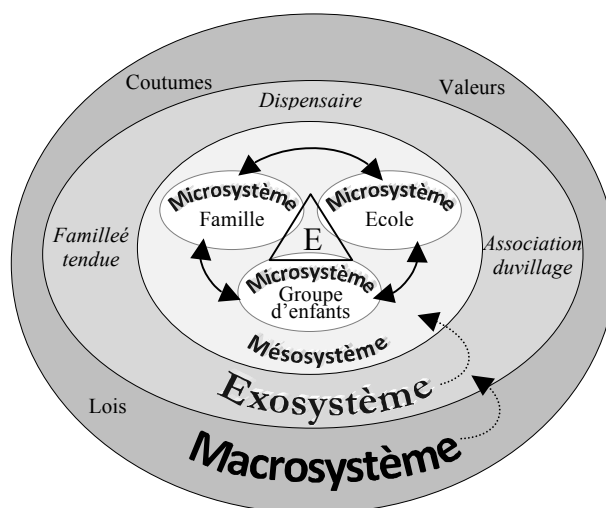 Coutumes
Valeurs
Dispensaire
Microsystème
Famille
Microsystème
Ecole
E
Familleé
tendue
Association
duvillage
Microsystème
Groupe
d'enfants
Mésosystème
Exosystème
Lois
Macrosystème